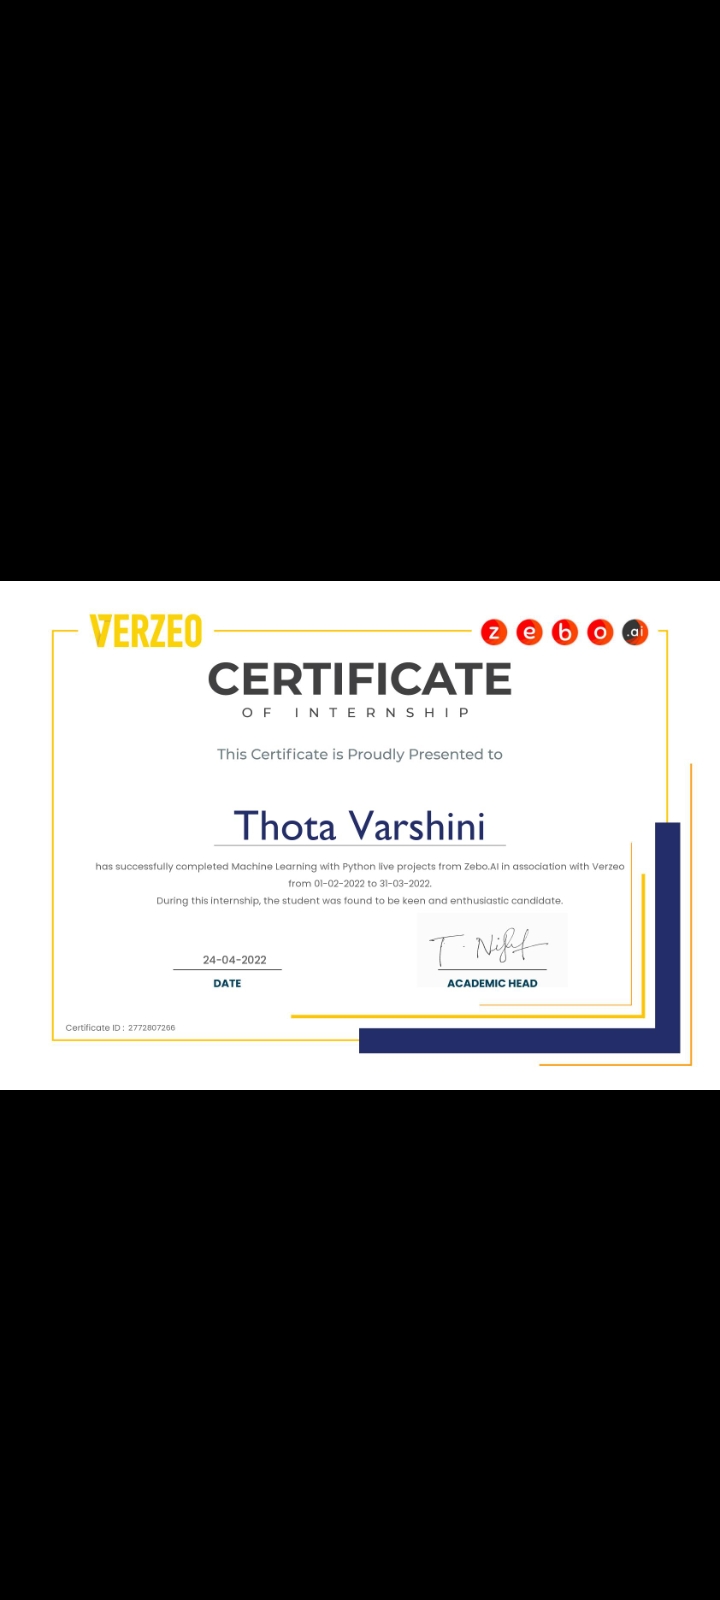 VERZEO
zebo.ai
CERTIFICATE
OF INTERNSHIP
This Certificate is Proudly Presented to
Thota Varshini
has successfully completed Machine Learning with Python live projects from Zebo.AI in association with Verzeo
from 01-02-2022 to 31-03-2022.
During this internship, the student was found to be keen and enthusiastic candidate.
24-04-2022
DATE
ACADEMIC HEAD
Certificate ID : 2772807266